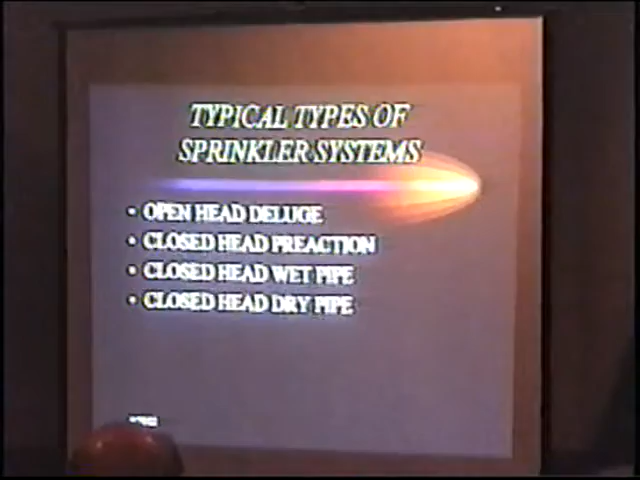 TYPICAL TYPES OF
SPRINKLER SYSTEMS
• OPEN HEAD DELUGE
• CLOSED HEAD PREACTION
• CLOSED HEAD WET PIPE
• CLOSED HEAD DRY PIPE